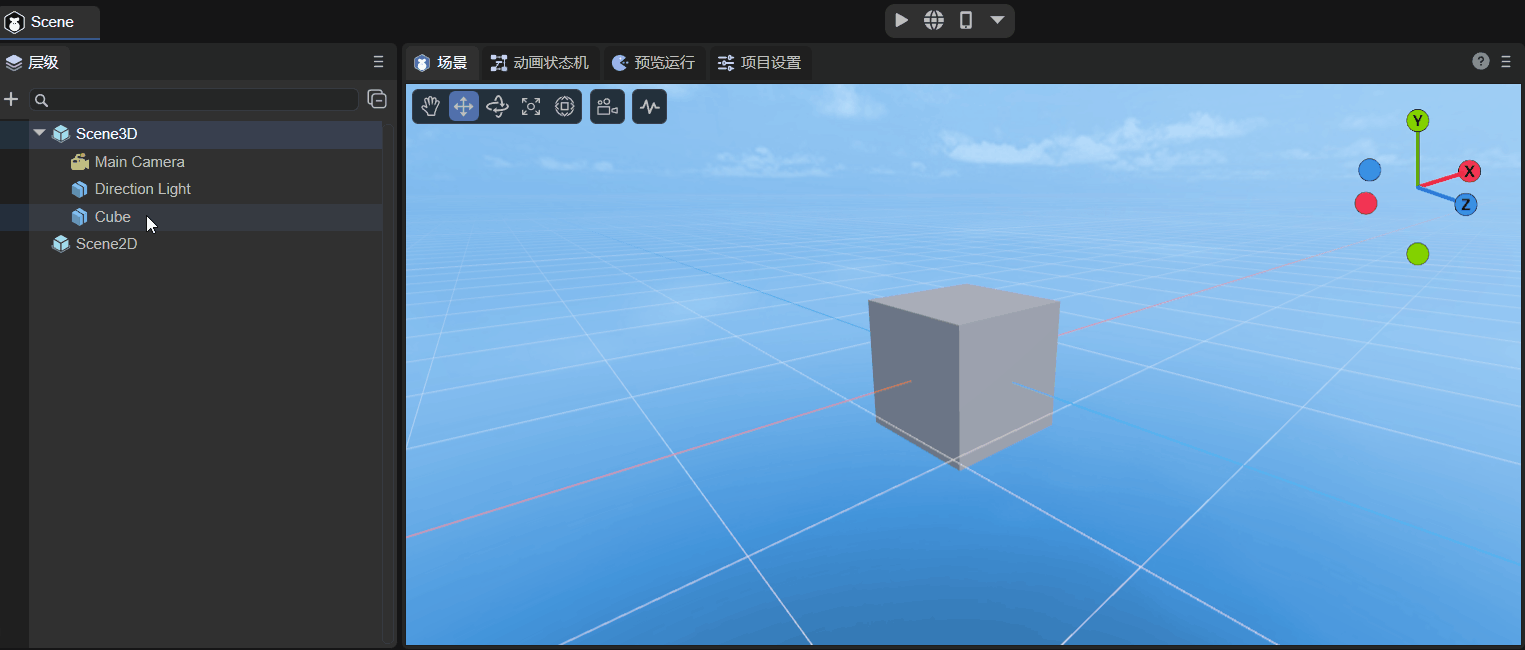 Scene
层级
场景
动画状态机
预览运行
项目设置
?
Scene3D
Main Camera
Direction Light
Cube
Scene2D
Y
X
Z